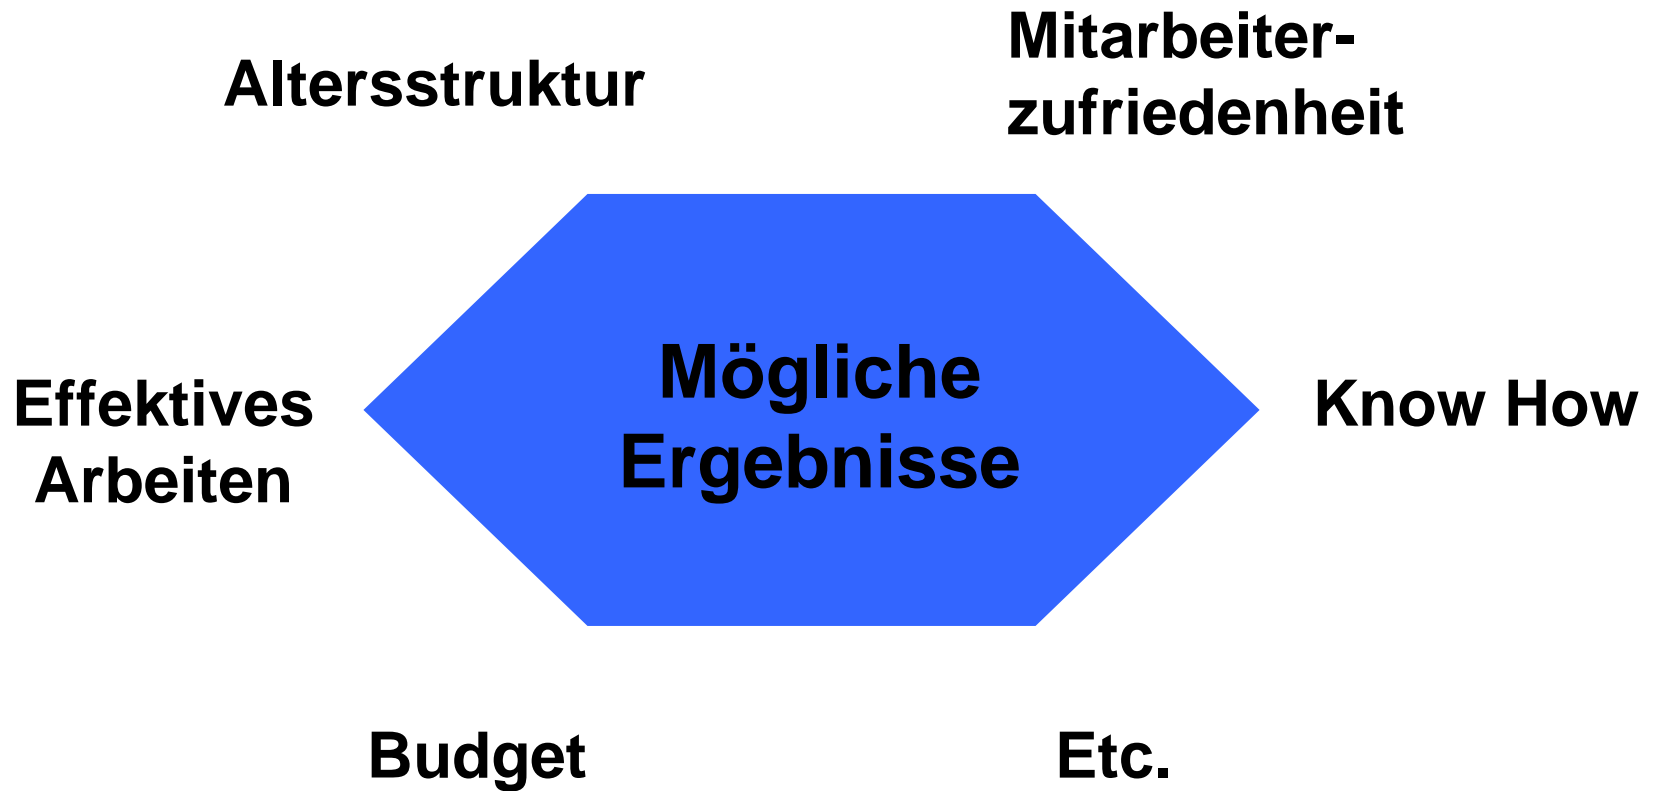 Altersstruktur
Mitarbeiter-
zufriedenheit
Mögliche
Ergebnisse
Effektives
Arbeiten
Know How
Budget
Etc.